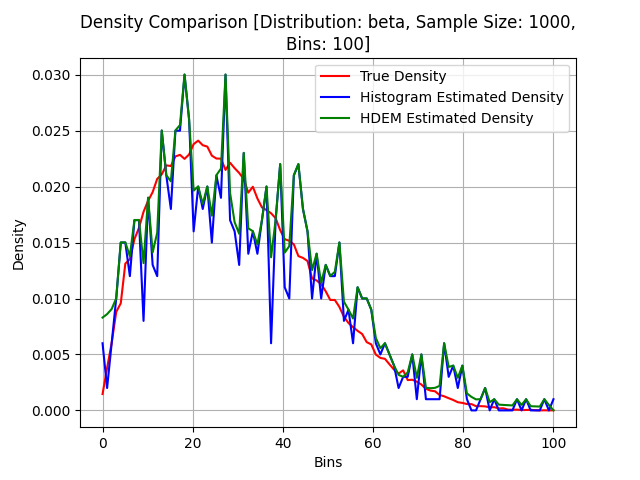 Density Comparison [Distribution: beta, Sample Size: 1000,
Bins: 100]
True Density
Histogram Estimated Density
HDEM Estimated Density
Density
0.030
0.025
0.020
0.015
0.010
0.005
0.000
0 20 40 60 80 100
Bins